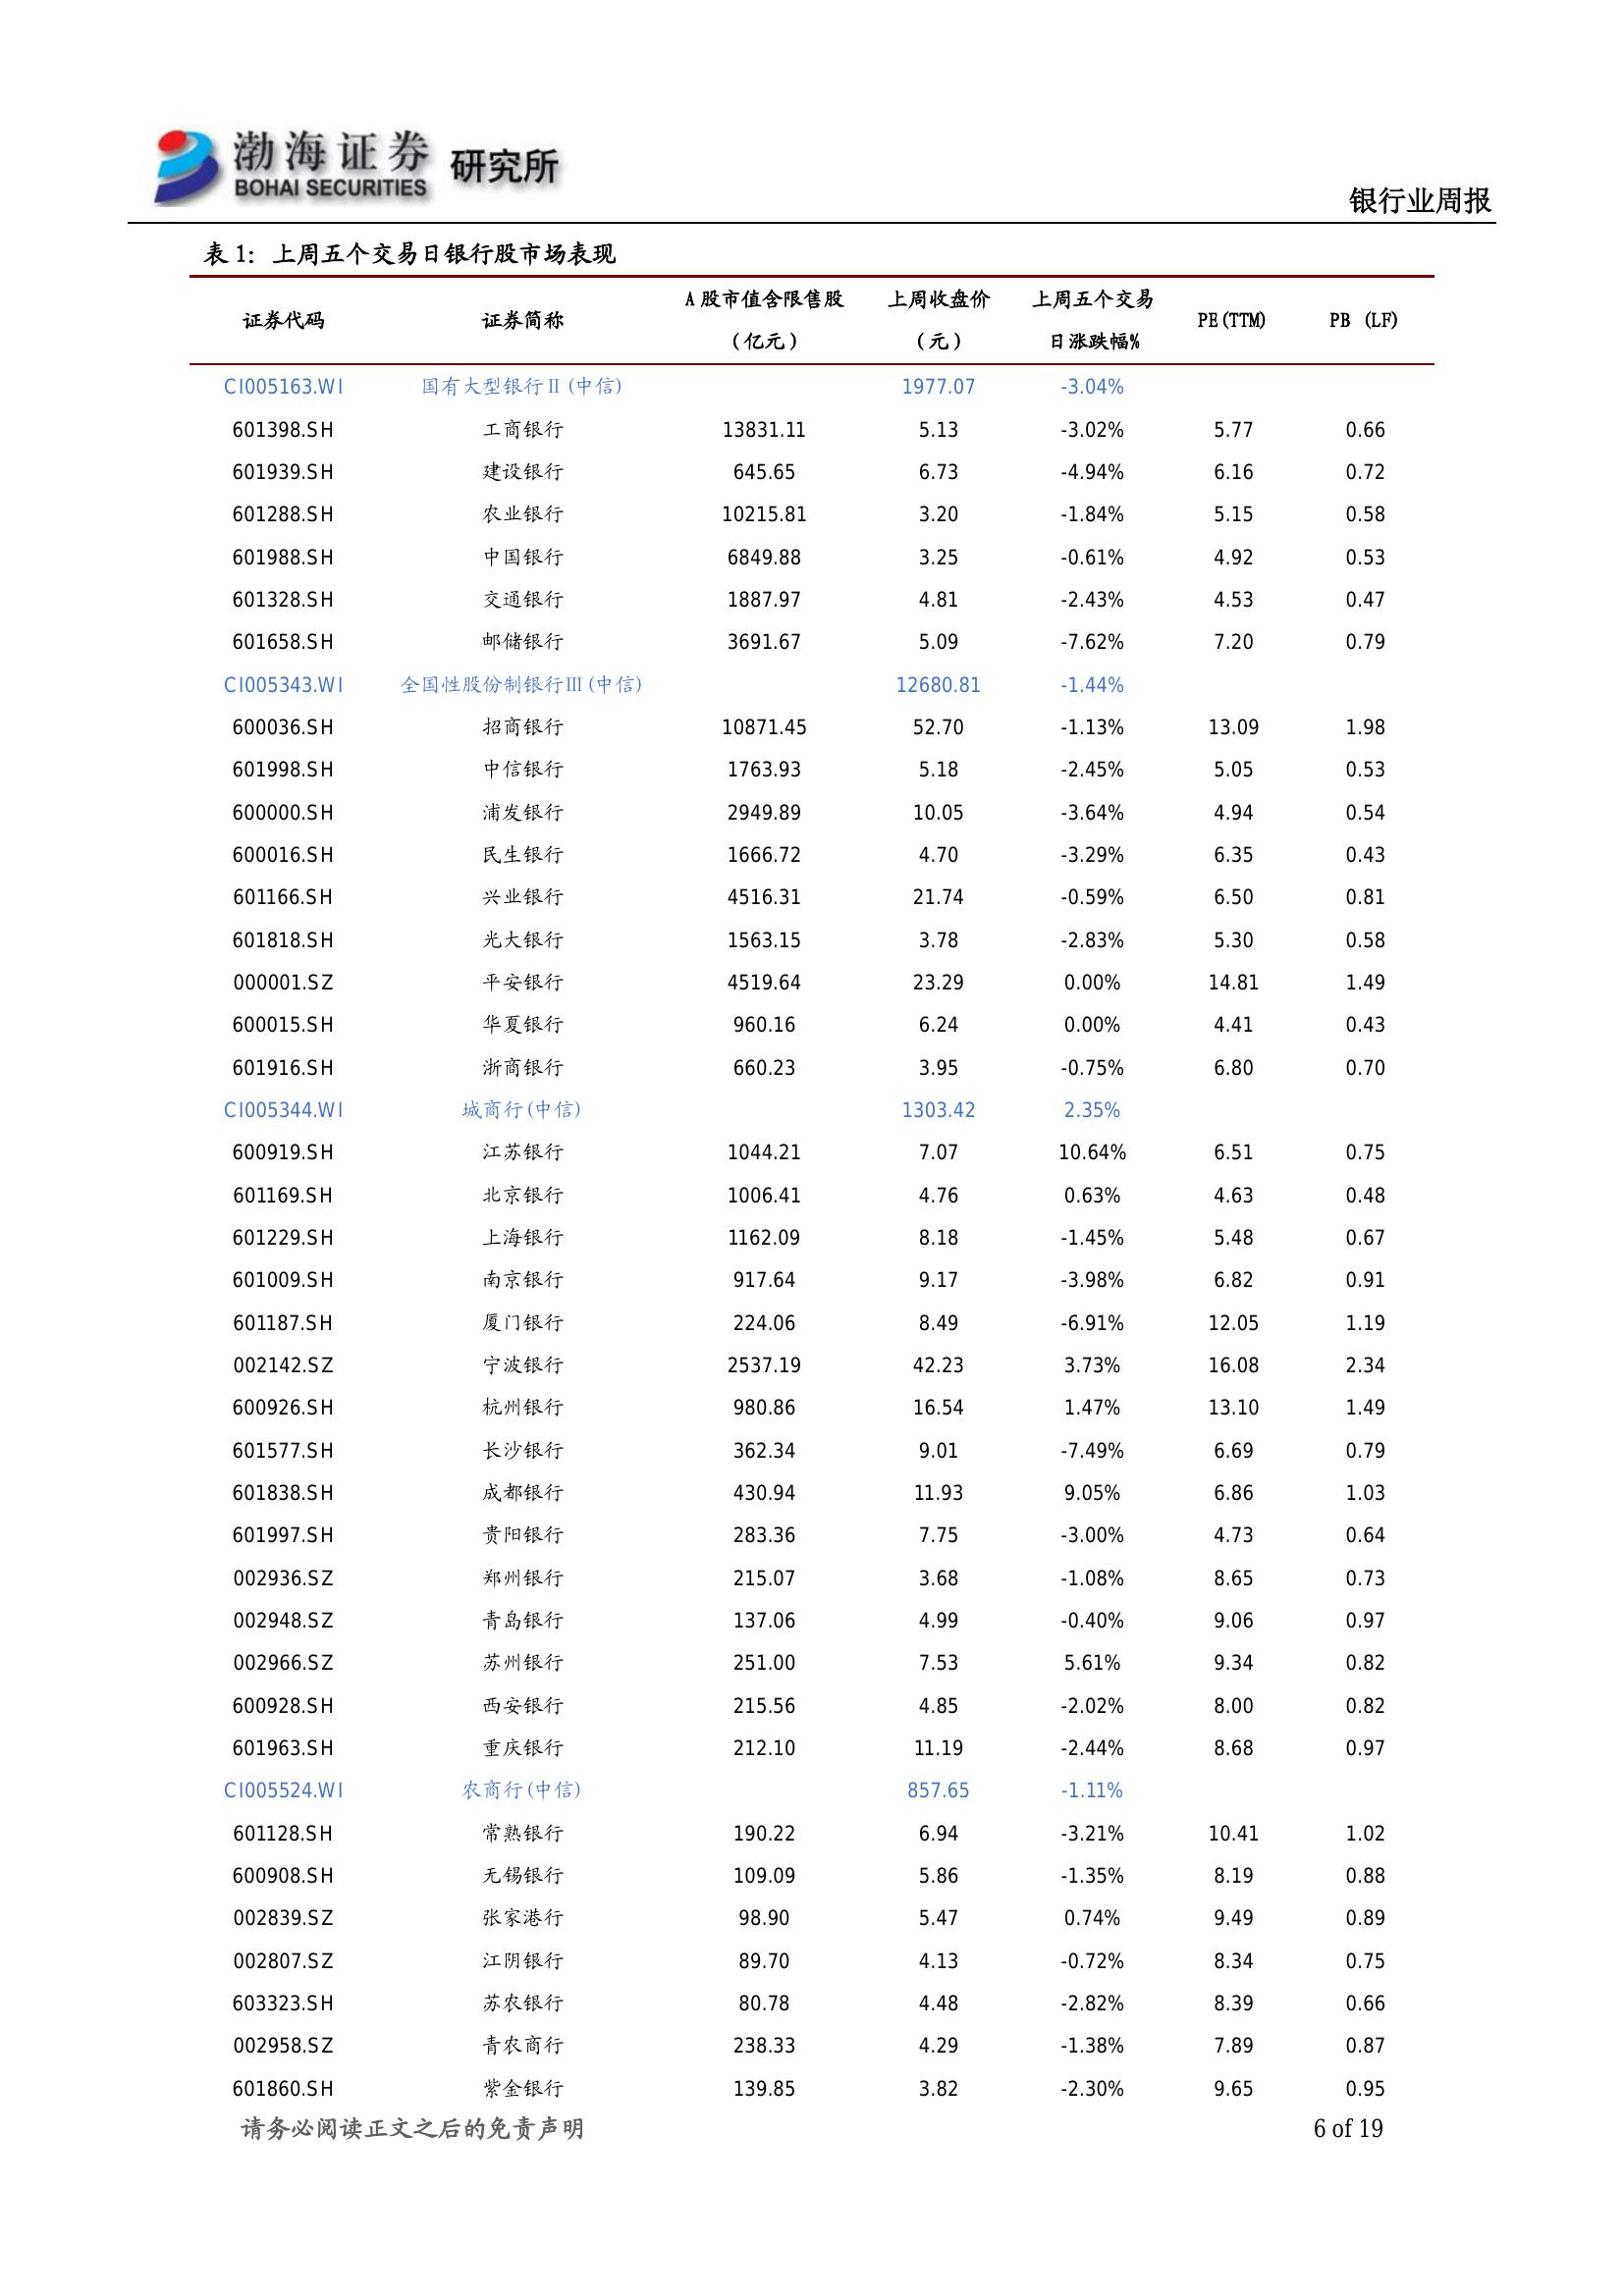 渤海证券 研究所
BOHAI SECURITIES
银行业周报
表 1：上周五个交易日银行股市场表现
证券代码 证券简称 A 股市值含限售股（亿元） 上周收盘价（元） 上周五个交易日涨跌幅% PE(TTM) PB (LF)
CI005163.WI 国有大型银行Ⅱ(中信) 1977.07 -3.04%
601398.SH 工商银行 13831.11 5.13 -3.02% 5.77 0.66
601939.SH 建设银行 645.65 6.73 -4.94% 6.16 0.72
601288.SH 农业银行 10215.81 3.20 -1.84% 5.15 0.58
601988.SH 中国银行 6849.88 3.25 -0.61% 4.92 0.53
601328.SH 交通银行 1887.97 4.81 -2.43% 4.53 0.47
601658.SH 邮储银行 3691.67 5.09 -7.62% 7.20 0.79
CI005343.WI 全国性股份制银行Ⅲ(中信) 12680.81 -1.44%
600036.SH 招商银行 10871.45 52.70 -1.13% 13.09 1.98
601998.SH 中信银行 1763.93 5.18 -2.45% 5.05 0.53
600000.SH 浦发银行 2949.89 10.05 -3.64% 4.94 0.54
600016.SH 民生银行 1666.72 4.70 -3.29% 6.35 0.43
601166.SH 兴业银行 4516.31 21.74 -0.59% 6.50 0.81
601818.SH 光大银行 1563.15 3.78 -2.83% 5.30 0.58
000001.SZ 平安银行 4519.64 23.29 0.00% 14.81 1.49
600015.SH 华夏银行 960.16 6.24 0.00% 4.41 0.43
601916.SH 浙商银行 660.23 3.95 -0.75% 6.80 0.70
CI005344.WI 城商行(中信) 1303.42 2.35%
600919.SH 江苏银行 1044.21 7.07 10.64% 6.51 0.75
601169.SH 北京银行 1006.41 4.76 0.63% 4.63 0.48
601229.SH 上海银行 1162.09 8.18 -1.45% 5.48 0.67
601009.SH 南京银行 917.64 9.17 -3.98% 6.82 0.91
601187.SH 厦门银行 224.06 8.49 -6.91% 12.05 1.19
002142.SZ 宁波银行 2537.19 42.23 3.73% 16.08 2.34
600926.SH 杭州银行 980.86 16.54 1.47% 13.10 1.49
601577.SH 长沙银行 362.34 9.01 -7.49% 6.69 0.79
601838.SH 成都银行 430.94 11.93 9.05% 6.86 1.03
601997.SH 贵阳银行 283.36 7.75 -3.00% 4.73 0.64
002936.SZ 郑州银行 215.07 3.68 -1.08% 8.65 0.73
002948.SZ 青岛银行 137.06 4.99 -0.40% 9.06 0.97
002966.SZ 苏州银行 251.00 7.53 5.61% 9.34 0.82
600928.SH 西安银行 215.56 4.85 -2.02% 8.00 0.82
601963.SH 重庆银行 212.10 11.19 -2.44% 8.68 0.97
CI005524.WI 农商行(中信) 857.65 -1.11%
601128.SH 常熟银行 190.22 6.94 -3.21% 10.41 1.02
600908.SH 无锡银行 109.09 5.86 -1.35% 8.19 0.88
002839.SZ 张家港行 98.90 5.47 0.74% 9.49 0.89
002807.SZ 江阴银行 89.70 4.13 -0.72% 8.34 0.75
603323.SH 苏农银行 80.78 4.48 -2.82% 8.39 0.66
002958.SZ 青农商行 238.33 4.29 -1.38% 7.89 0.87
601860.SH 紫金银行 139.85 3.82 -2.30% 9.65 0.95
请务必阅读正文之后的免责声明 6 of 19